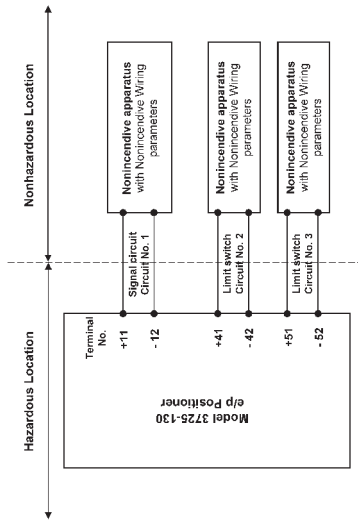 Nonhazardous Location
Hazardous Location
Nonincendive apparatus
with Nonincendive Wiring
parameters
Nonincendive apparatus
with Nonincendive Wiring
parameters
Nonincendive apparatus
with Nonincendive Wiring
parameters
Signal circuit
Circuit No. 1
Limit switch
Circuit No. 2
Limit switch
Circuit No. 3
Terminal
No.
+11
- 12
+41
- 42
+51
- 52
Model 3725-130
e/p Positioner